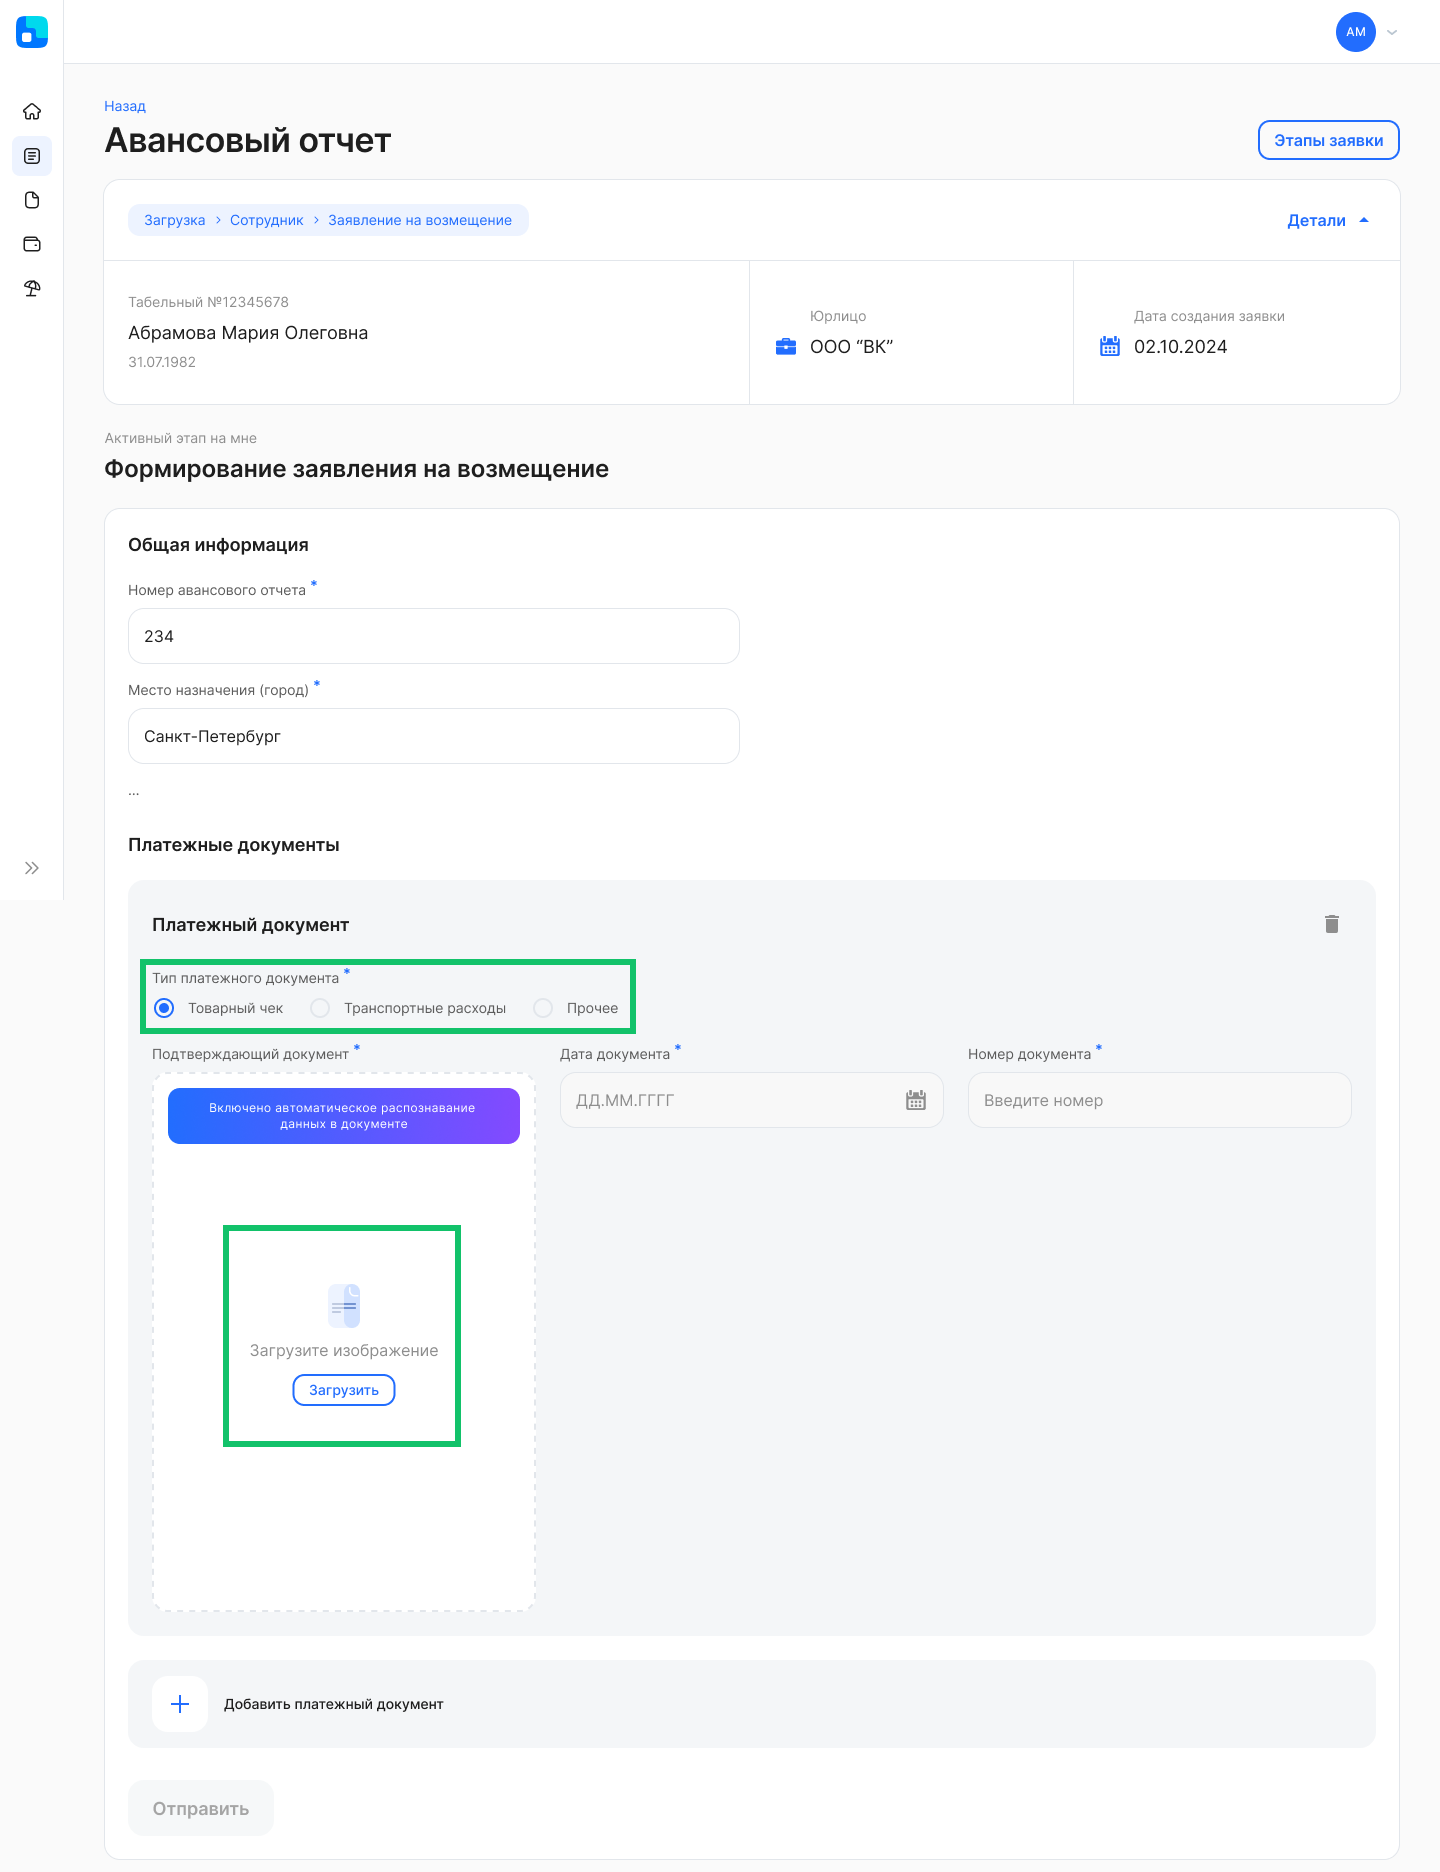 АМ
Назад
Авансовый отчет
Этапы заявки
Загрузка > Сотрудник > Заявление на возмещение
Детали
Табельный №12345678
Абрамова Мария Олеговна
31.07.1982
Юрлицо
ООО “ВК”
Дата создания заявки
02.10.2024
Активный этап на мне
Формирование заявления на возмещение
Общая информация
Номер авансового отчета *
234
Место назначения (город) *
Санкт-Петербург
...
Платежные документы
Платежный документ
Тип платежного документа *
Товарный чек Транспортные расходы Прочее
Подтверждающий документ *
Включено автоматическое распознавание
данных в документе
Загрузите изображение
Загрузить
Дата документа *
ДД.ММ.ГГГГ
Номер документа *
Введите номер
Добавить платежный документ
Отправить